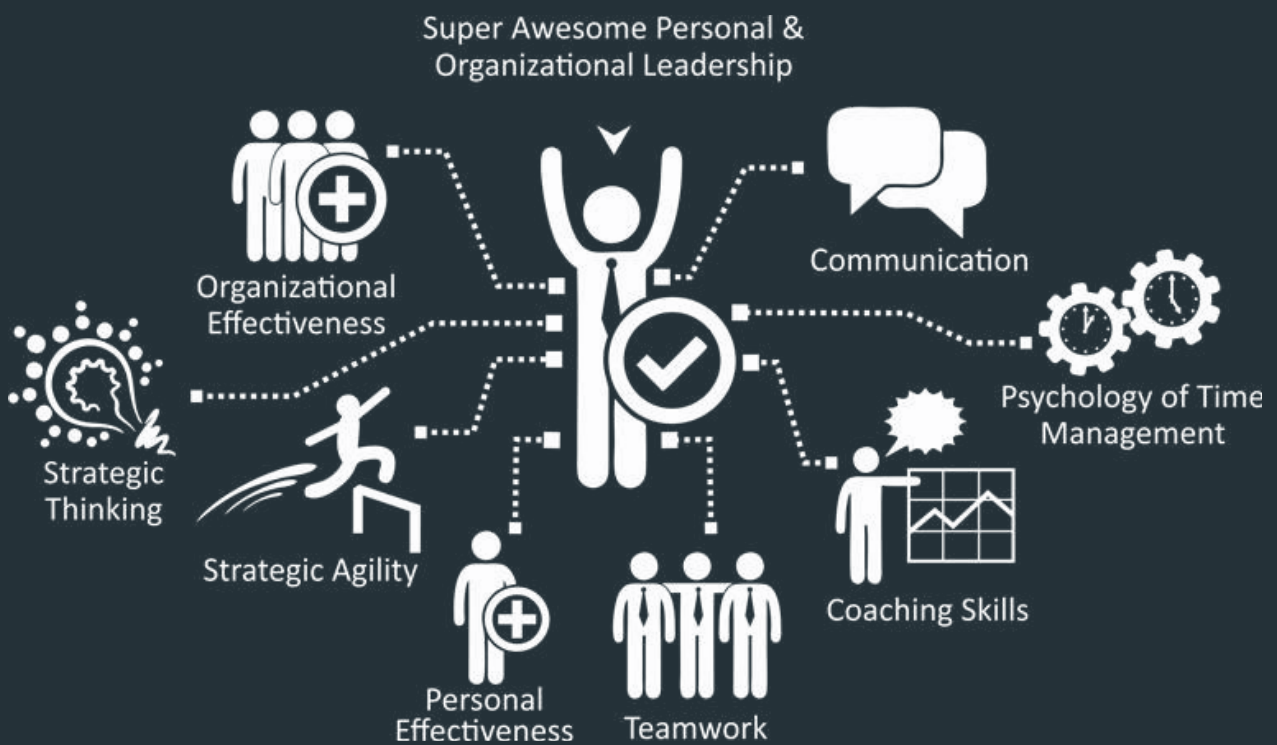 Super Awesome Personal &
Organizational Leadership
Organizational
Effectiveness
Communication
Strategic
Thinking
Psychology of Time
Management
Strategic Agility
Coaching Skills
Personal
Effectiveness
Teamwork